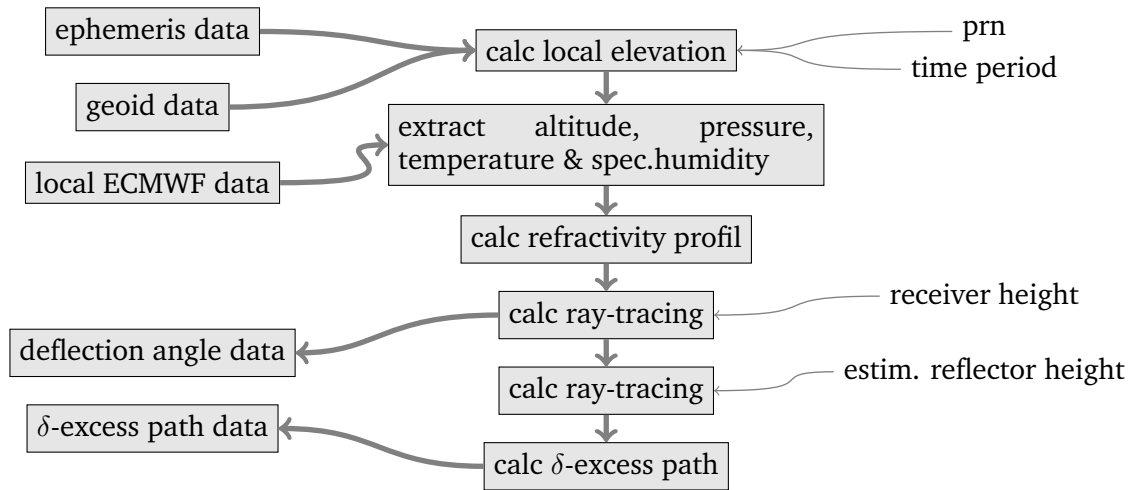 ephemeris data
calc local elevation
prn
time period
geoid data
extract altitude, pressure,
temperature & spec.humidity
local ECMWF data
calc refractivity profil
calc ray-tracing
receiver height
deflection angle data
calc ray-tracing
estim. reflector height
δ-excess path data
calc δ-excess path